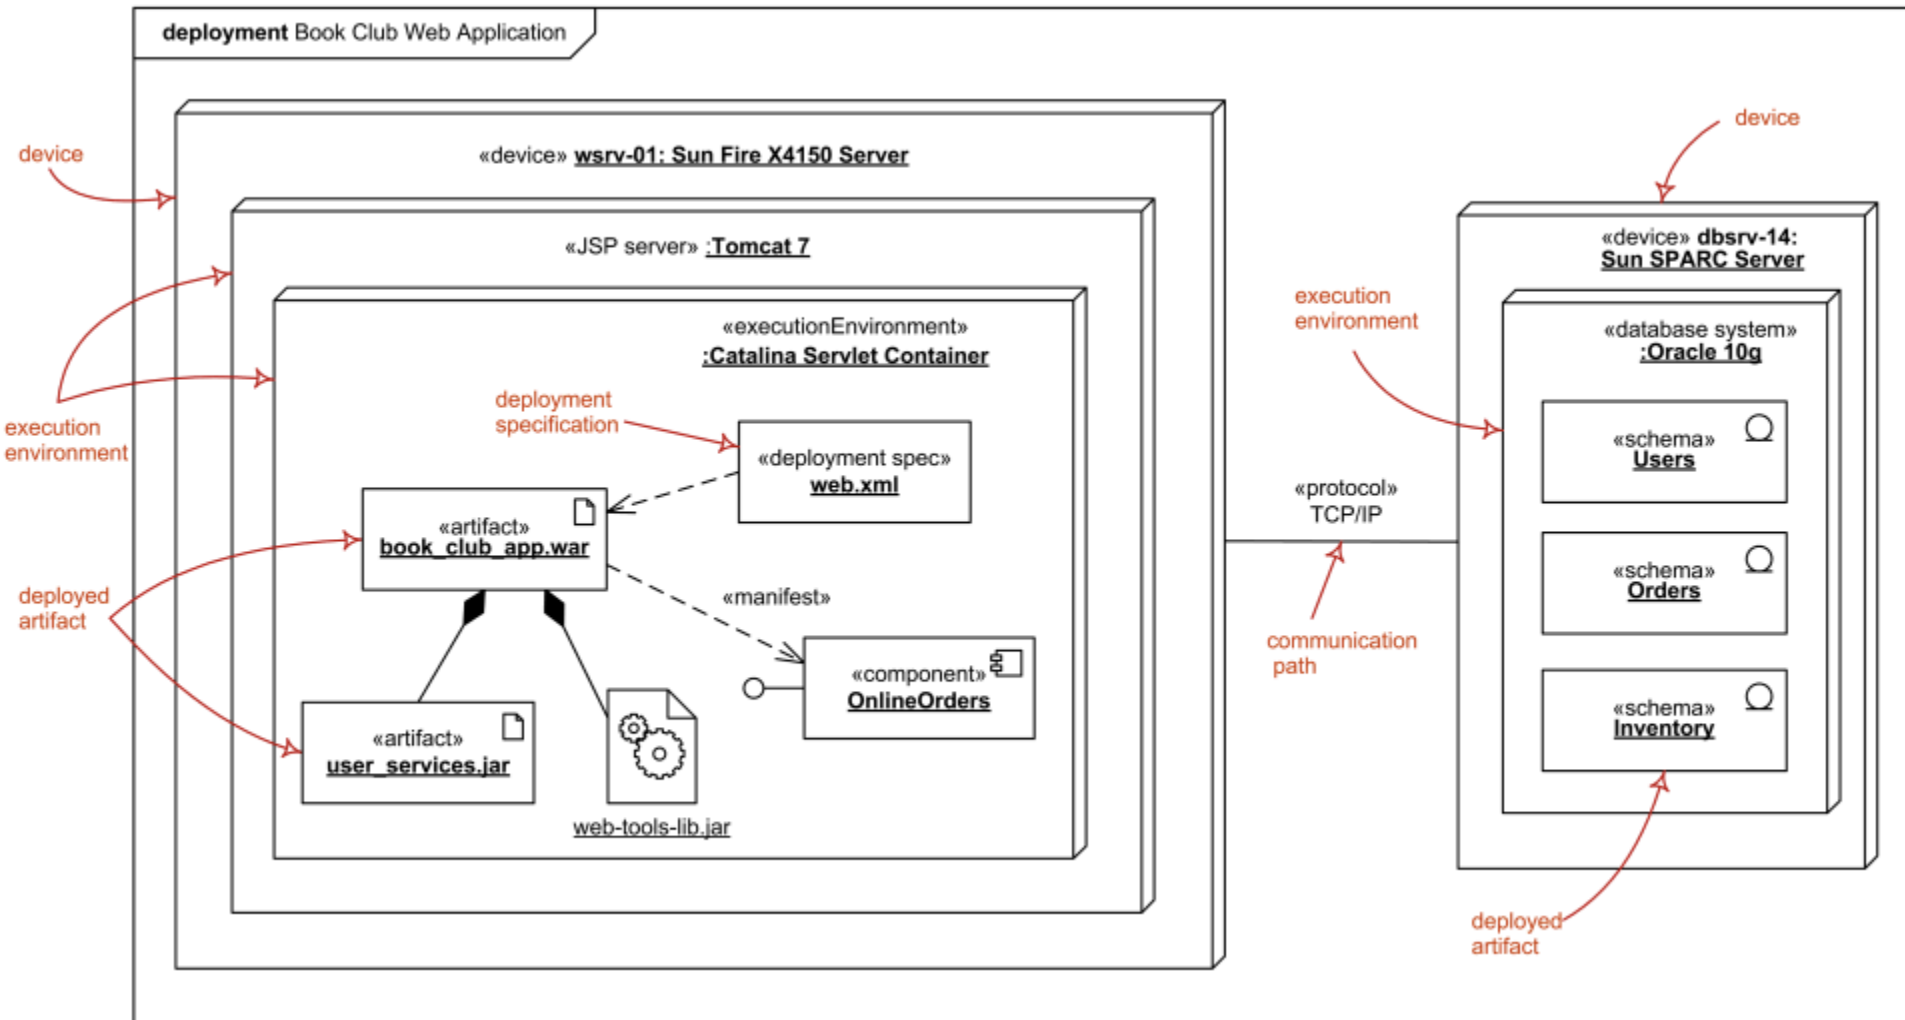 deployment Book Club Web Application
device
«device» wsrv-01: Sun Fire X4150 Server
«JSP server» :Tomcat 7
«executionEnvironment»
:Catalina Servlet Container
execution
environment
deployment
specification
«deployment spec»
web.xml
«artifact»
book_club_app.war
«manifest»
deployed
artifact
«component»
OnlineOrders
«artifact»
user_services.jar
web-tools-lib.jar
«protocol»
TCP/IP
communication
path
device
«device» dbsrv-14:
Sun SPARC Server
execution
environment
«database system»
:Oracle 10g
«schema»
Users
«schema»
Orders
«schema»
Inventory
deployed
artifact